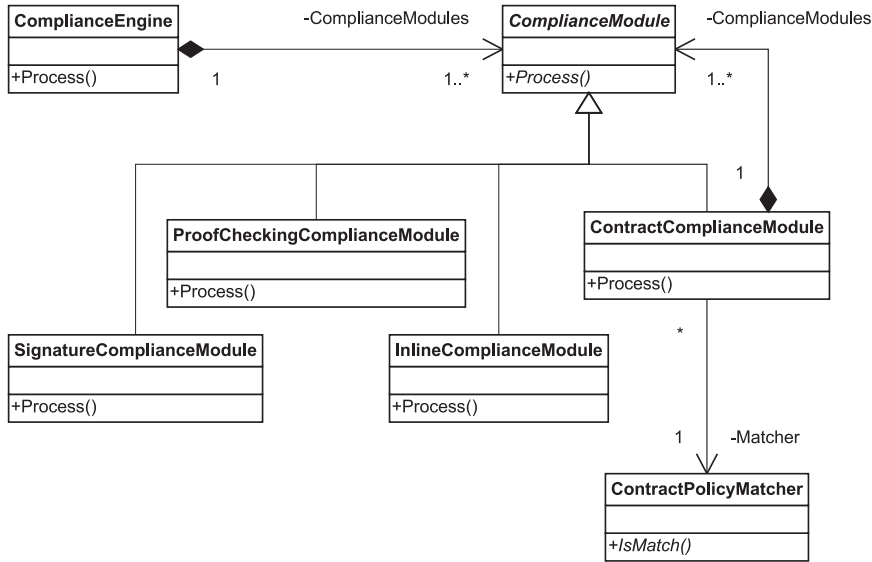 ComplianceEngine
+Process()
-ComplianceModules
1
1..*
ComplianceModule
+Process()
-ComplianceModules
1..*
1
ProofCheckingComplianceModule
+Process()
ContractComplianceModule
+Process()
SignatureComplianceModule
+Process()
InlineComplianceModule
+Process()
*
1
-Matcher
ContractPolicyMatcher
+IsMatch()